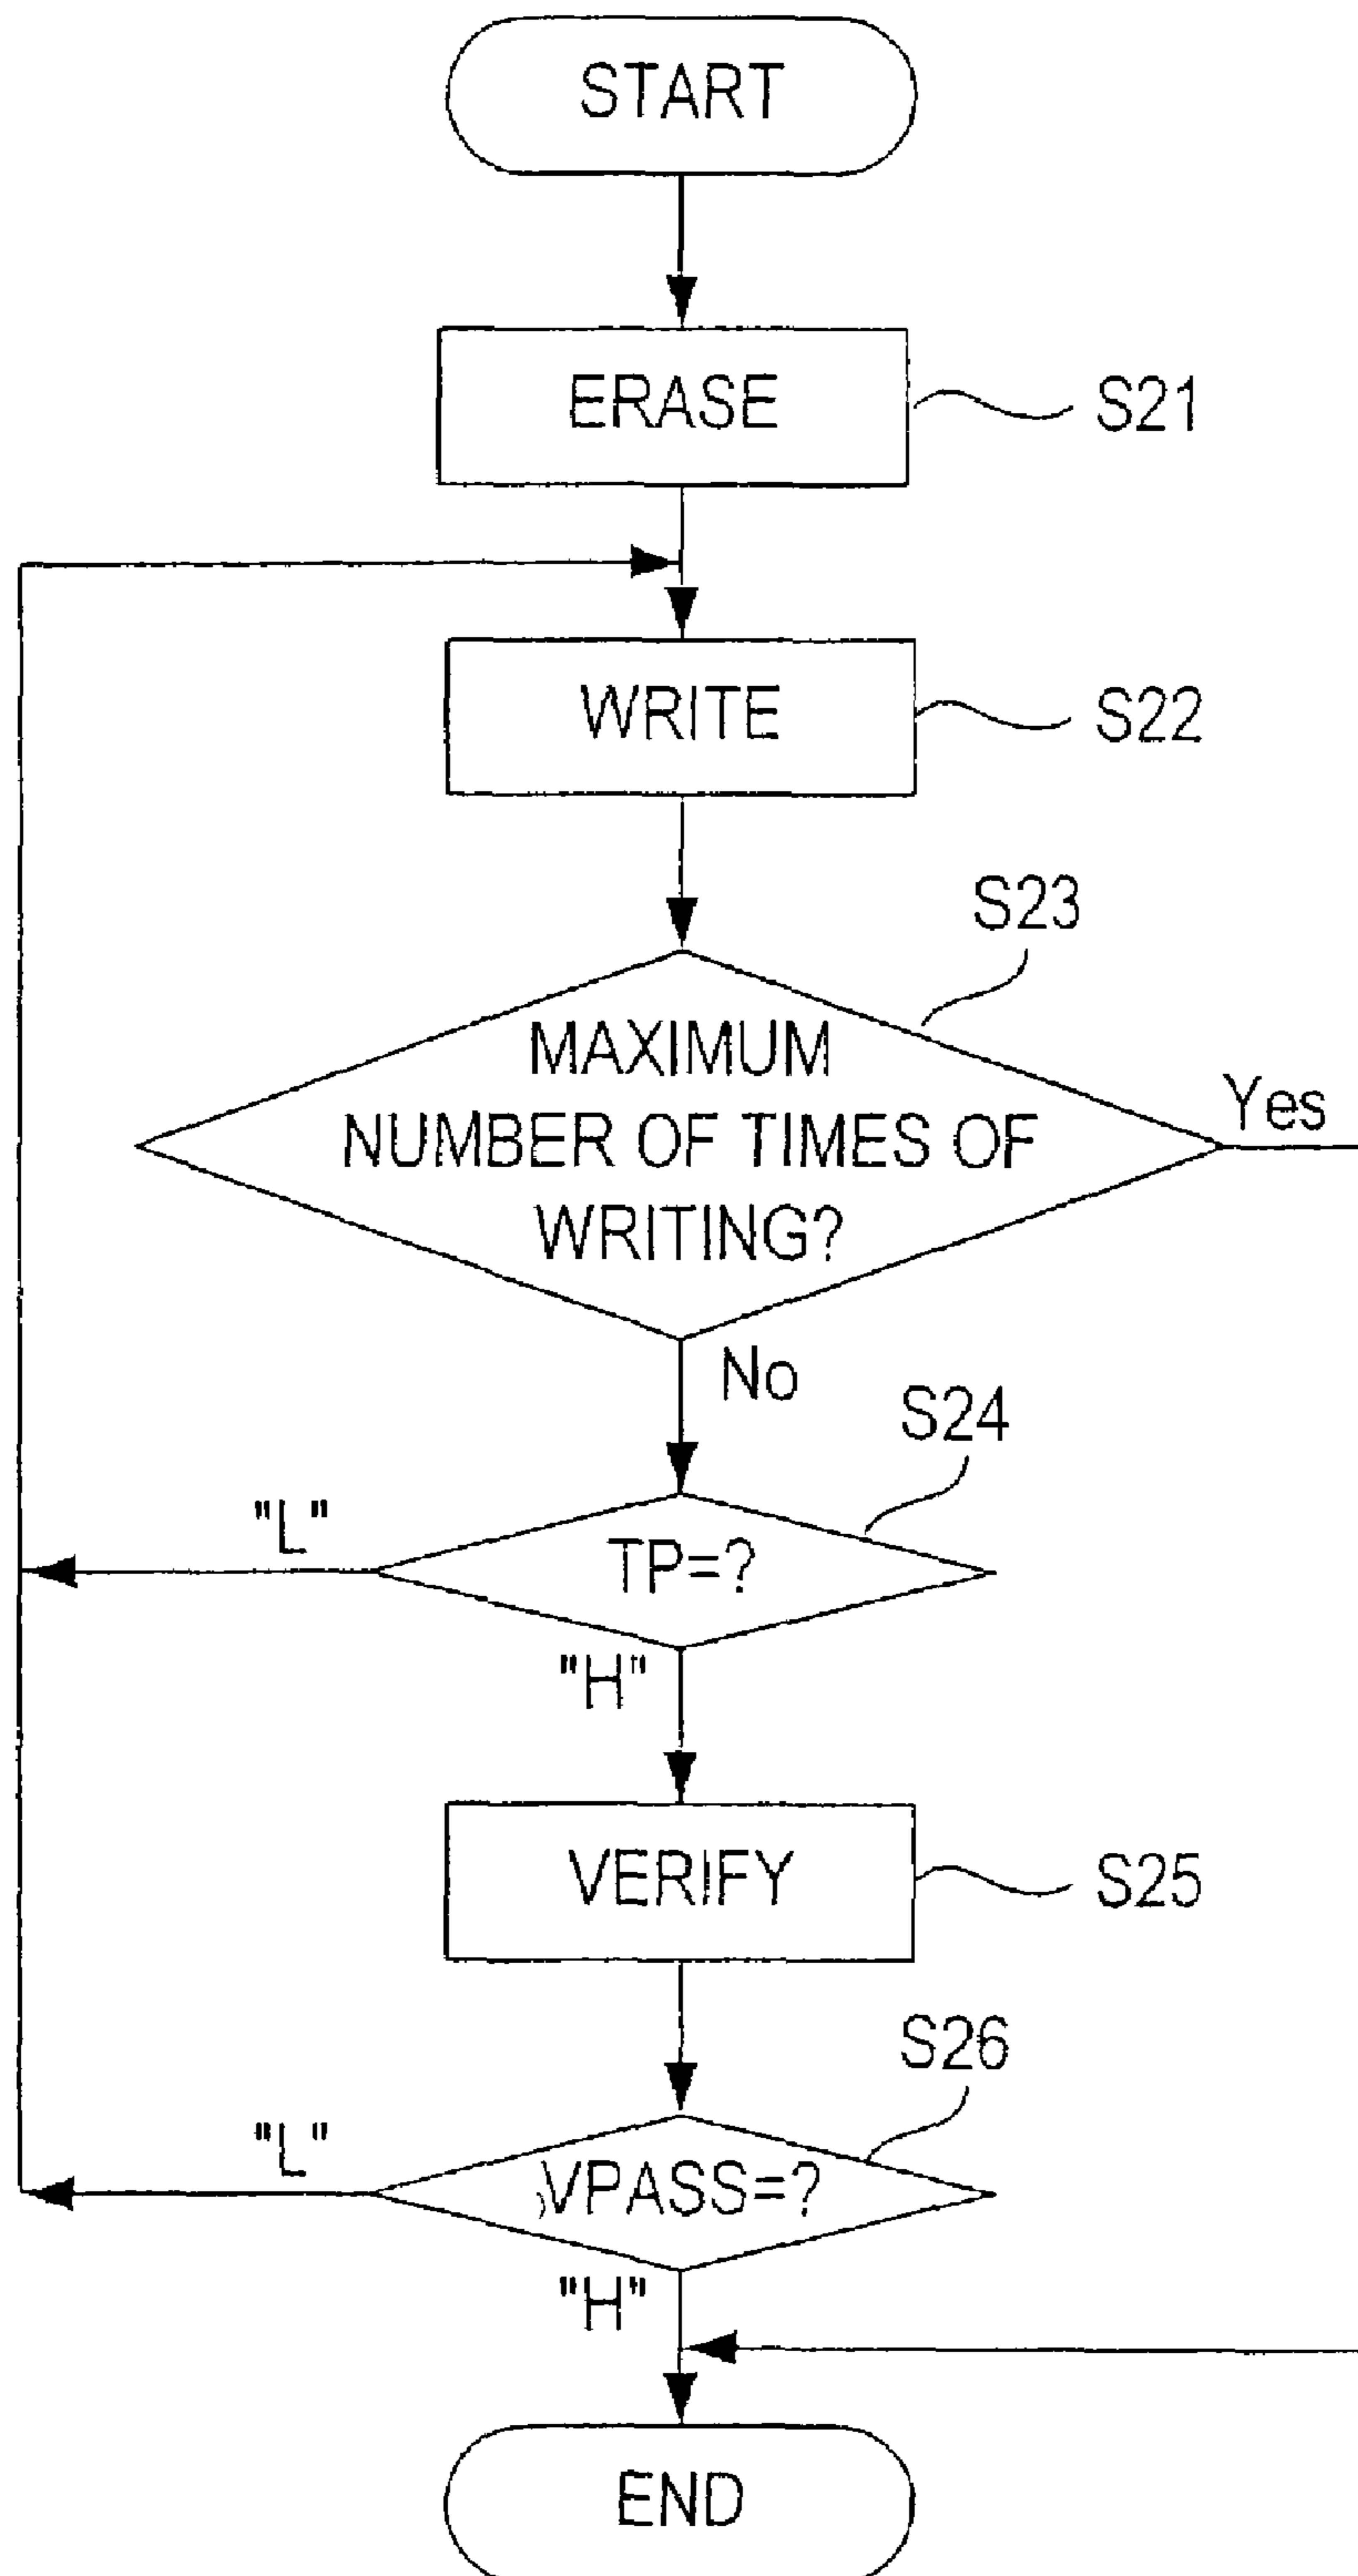 START
ERASE
S21
WRITE
S22
S23
MAXIMUM
NUMBER OF TIMES OF
WRITING?
Yes
No
S24
"L"
TP=?
"H"
VERIFY
S25
S26
"L"
VPASS=?
"H"
END